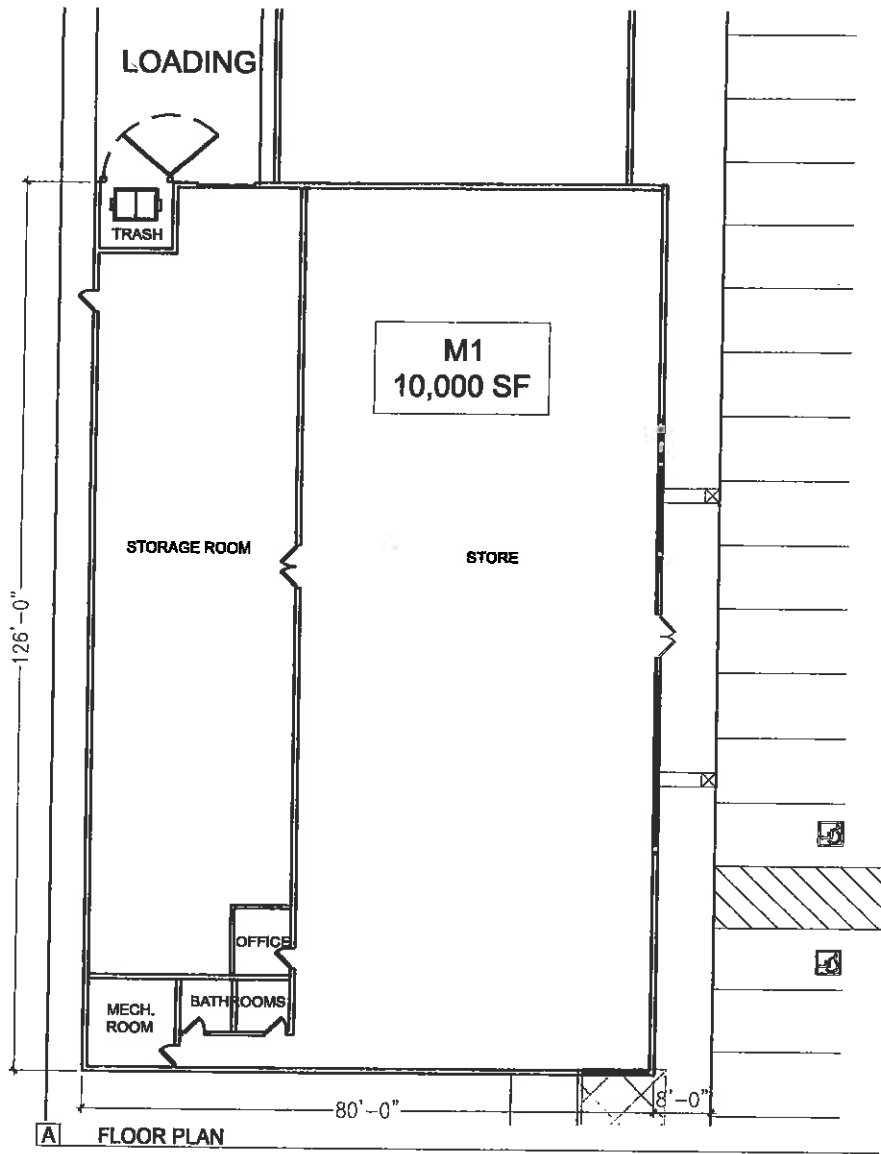 LOADING
TRASH
M1
10,000 SF
STORAGE ROOM
STORE
126'-0"
OFFICE
BATHROOMS
MECH.
ROOM
80'-0"
8'-0"
A FLOOR PLAN